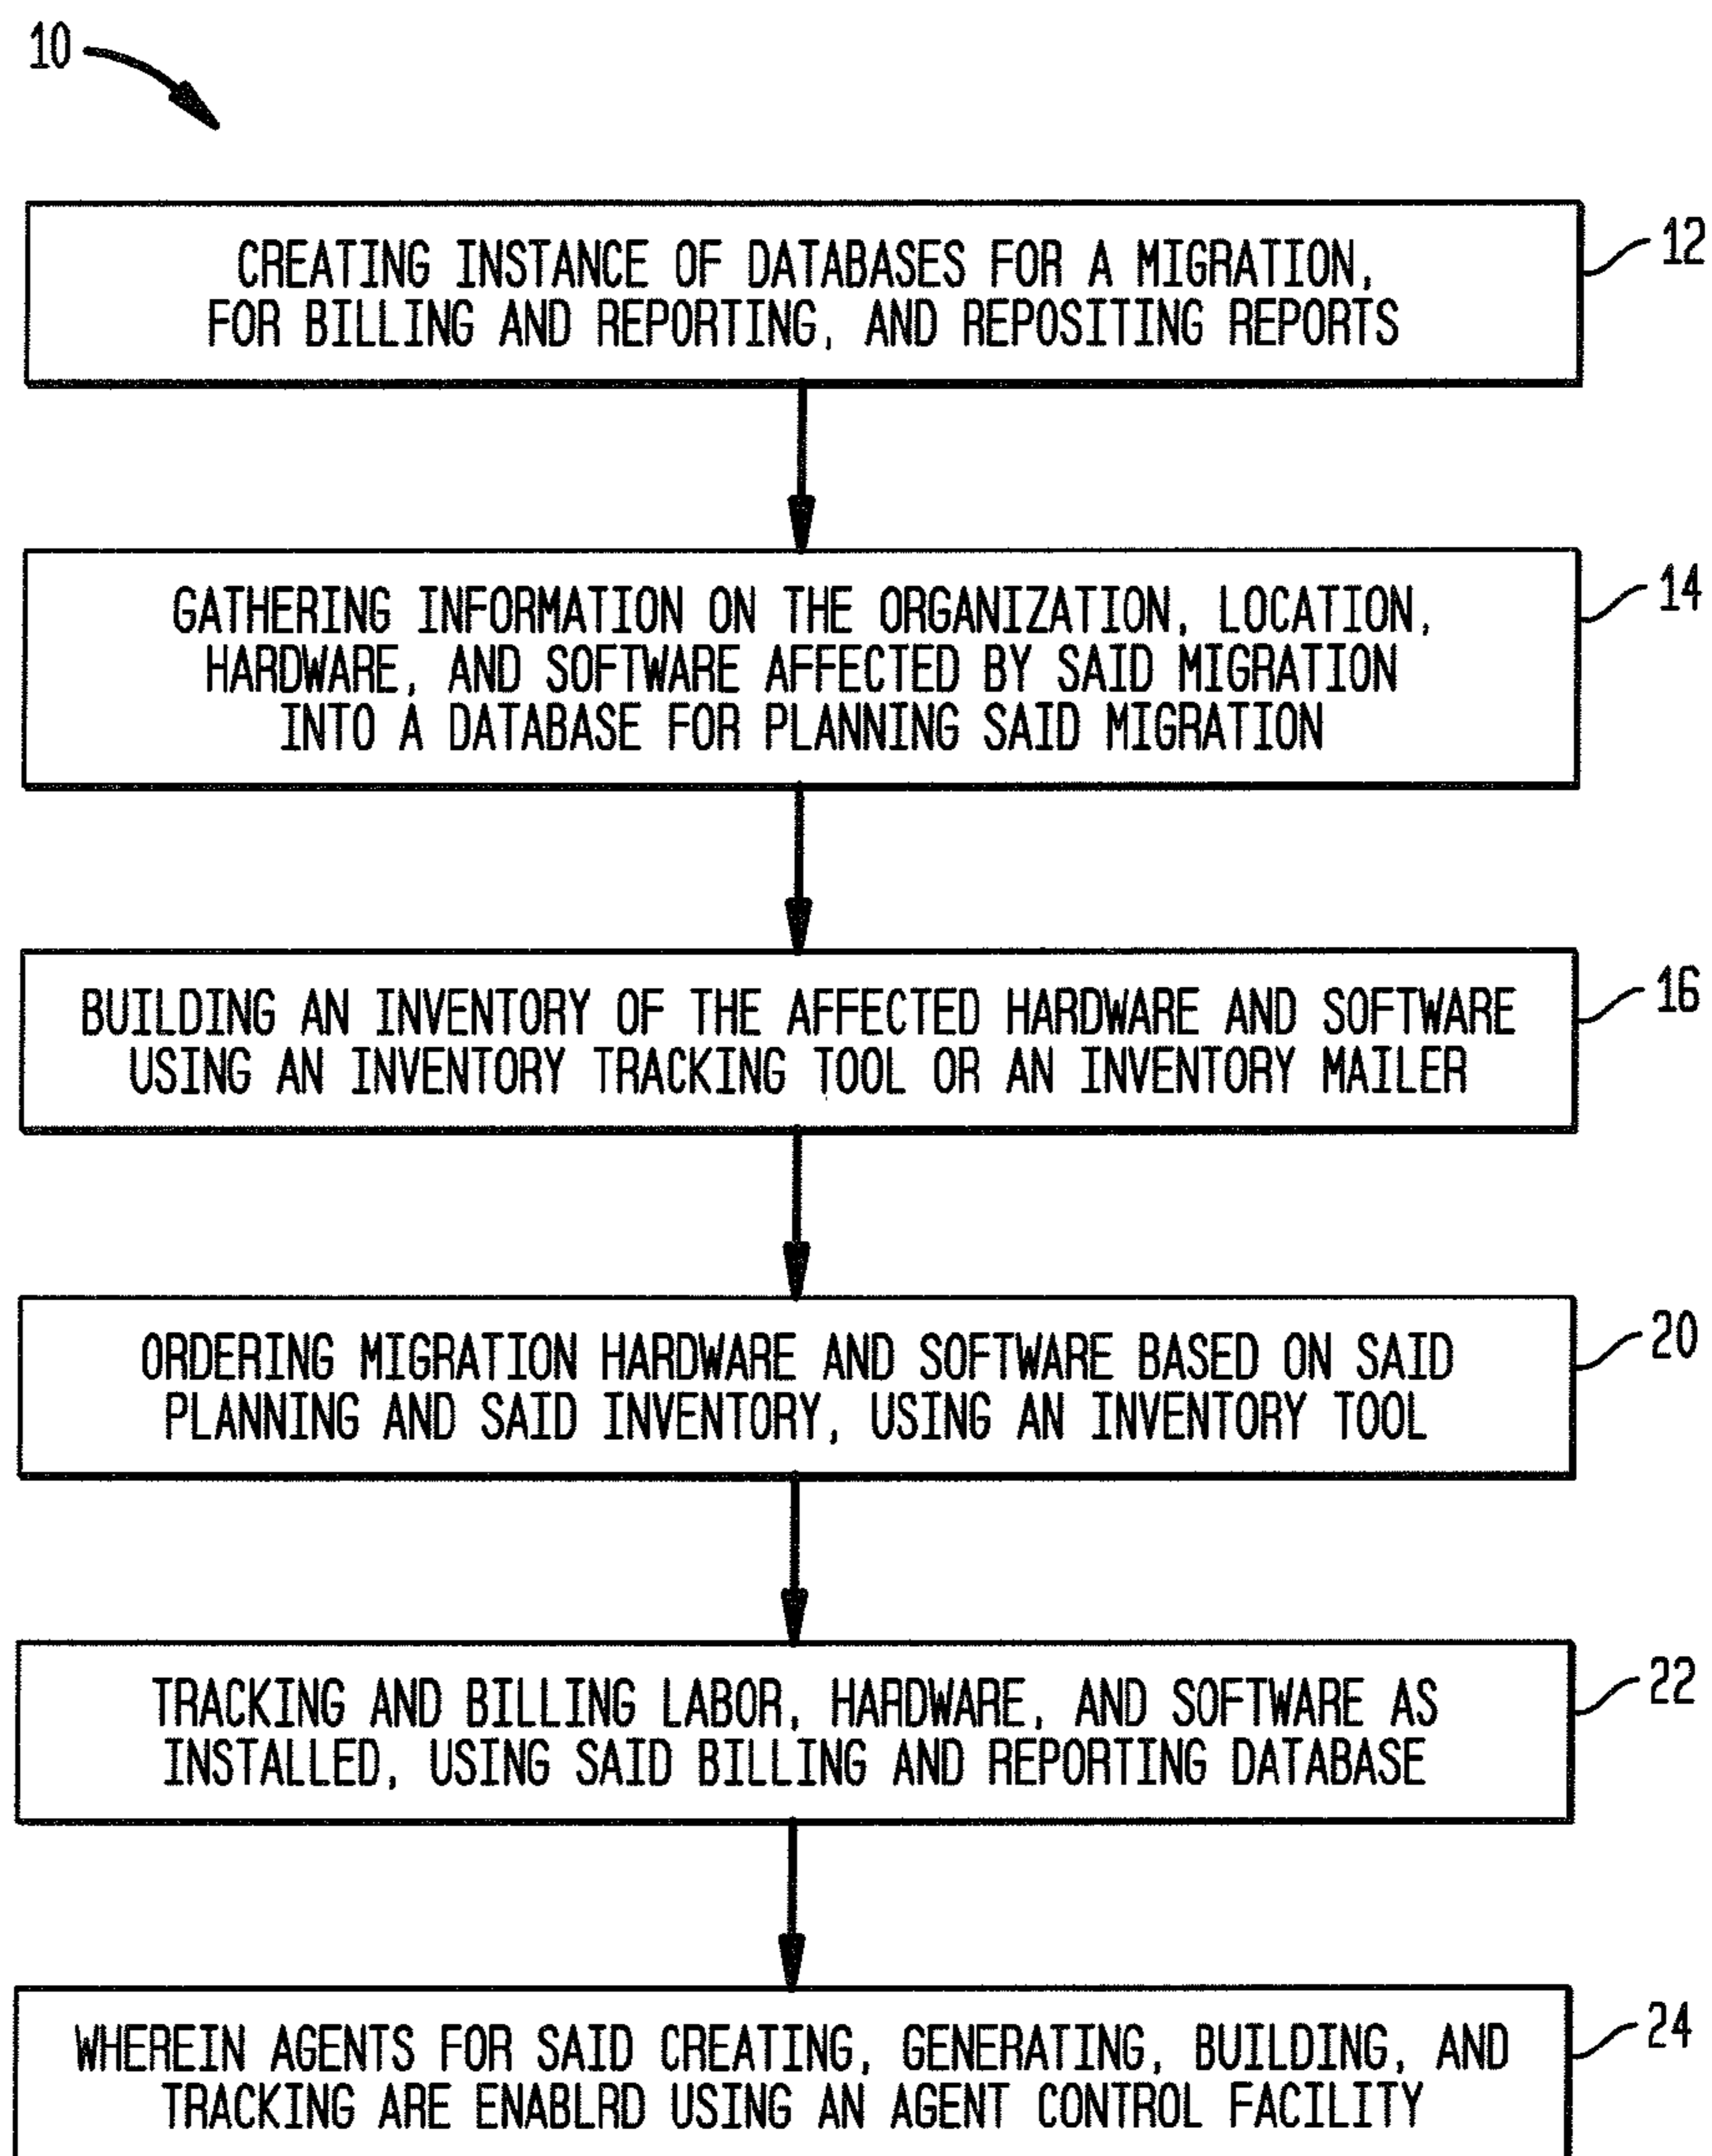 10
CREATING INSTANCE OF DATABASES FOR A MIGRATION,
FOR BILLING AND REPORTING, AND REPOSITING REPORTS
12
GATHERING INFORMATION ON THE ORGANIZATION, LOCATION,
HARDWARE, AND SOFTWARE AFFECTED BY SAID MIGRATION
INTO A DATABASE FOR PLANNING SAID MIGRATION
14
BUILDING AN INVENTORY OF THE AFFECTED HARDWARE AND SOFTWARE
USING AN INVENTORY TRACKING TOOL OR AN INVENTORY MAILER
16
ORDERING MIGRATION HARDWARE AND SOFTWARE BASED ON SAID
PLANNING AND SAID INVENTORY, USING AN INVENTORY TOOL
20
TRACKING AND BILLING LABOR, HARDWARE, AND SOFTWARE AS
INSTALLED, USING SAID BILLING AND REPORTING DATABASE
22
WHEREIN AGENTS FOR SAID CREATING, GENERATING, BUILDING, AND
TRACKING ARE ENABLRD USING AN AGENT CONTROL FACILITY
24